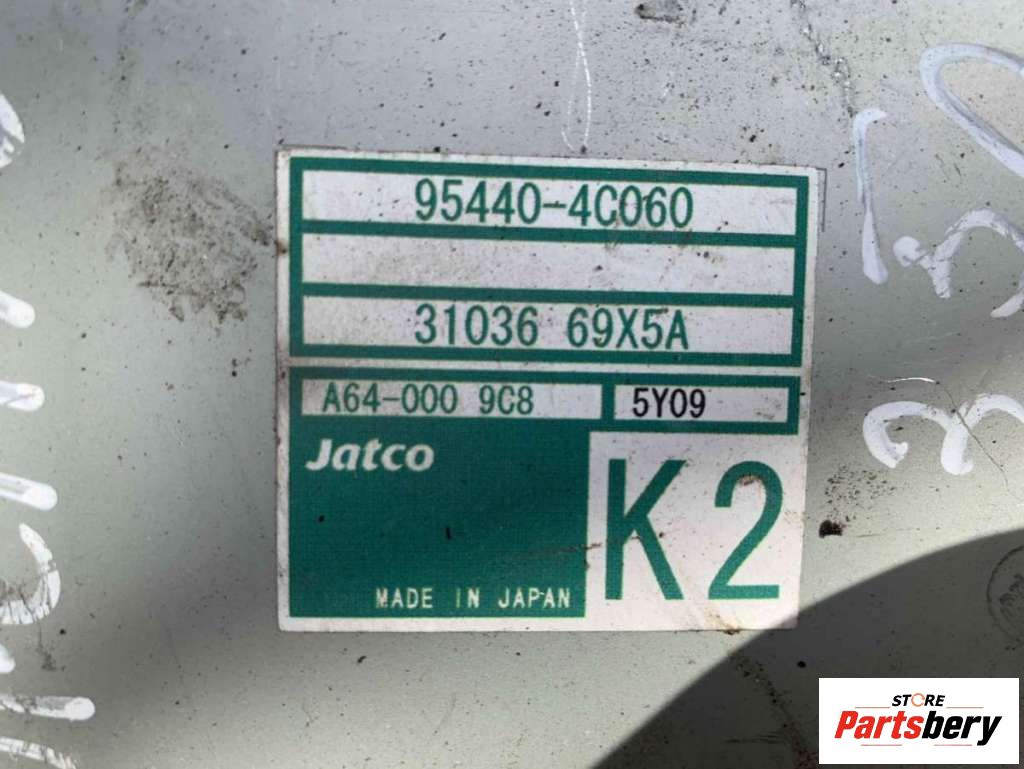 95440-4C060
31036 69X5A
A64-000 9C8 5Y09
Jatco
K2
MADE IN JAPAN
STORE
Partsbery